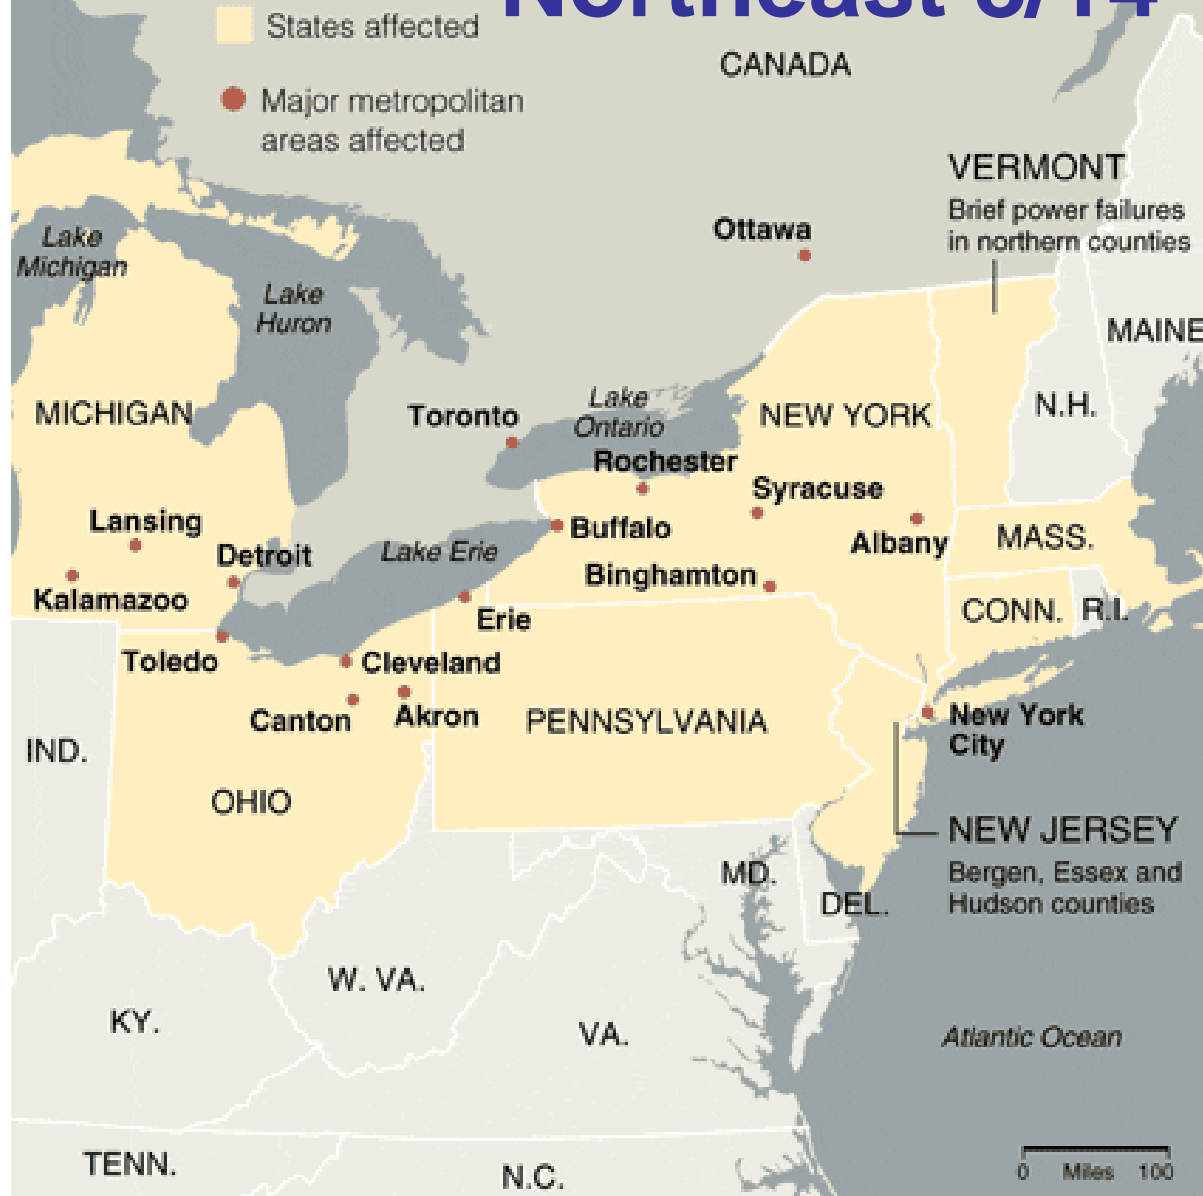 Northeast 8/14
States affected
Major metropolitan
areas affected
CANADA
VERMONT
Brief power failures
in northern counties
Ottawa
Lake
Michigan
Lake
Huron
MAINE
MICHIGAN
Toronto
Lake
Ontario
NEW YORK
N.H.
Rochester
Syracuse
Lansing
Detroit
Lake Erie
Buffalo
Albany
MASS.
Kalamazoo
Binghamton
Erie
CONN.
R.I.
Toledo
Cleveland
Canton
Akron
PENNSYLVANIA
New York
City
IND.
OHIO
NEW JERSEY
Bergen, Essex and
Hudson counties
MD.
DEL.
W. VA.
KY.
VA.
Atlantic Ocean
TENN.
N.C.
0 Miles 100